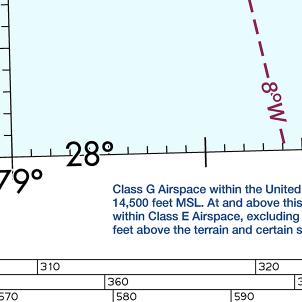 8°W
28°
79°
Class G Airspace within the United
14,500 feet MSL. At and above this
within Class E Airspace, excluding
feet above the terrain and certain s
310
320
360
570
580
590